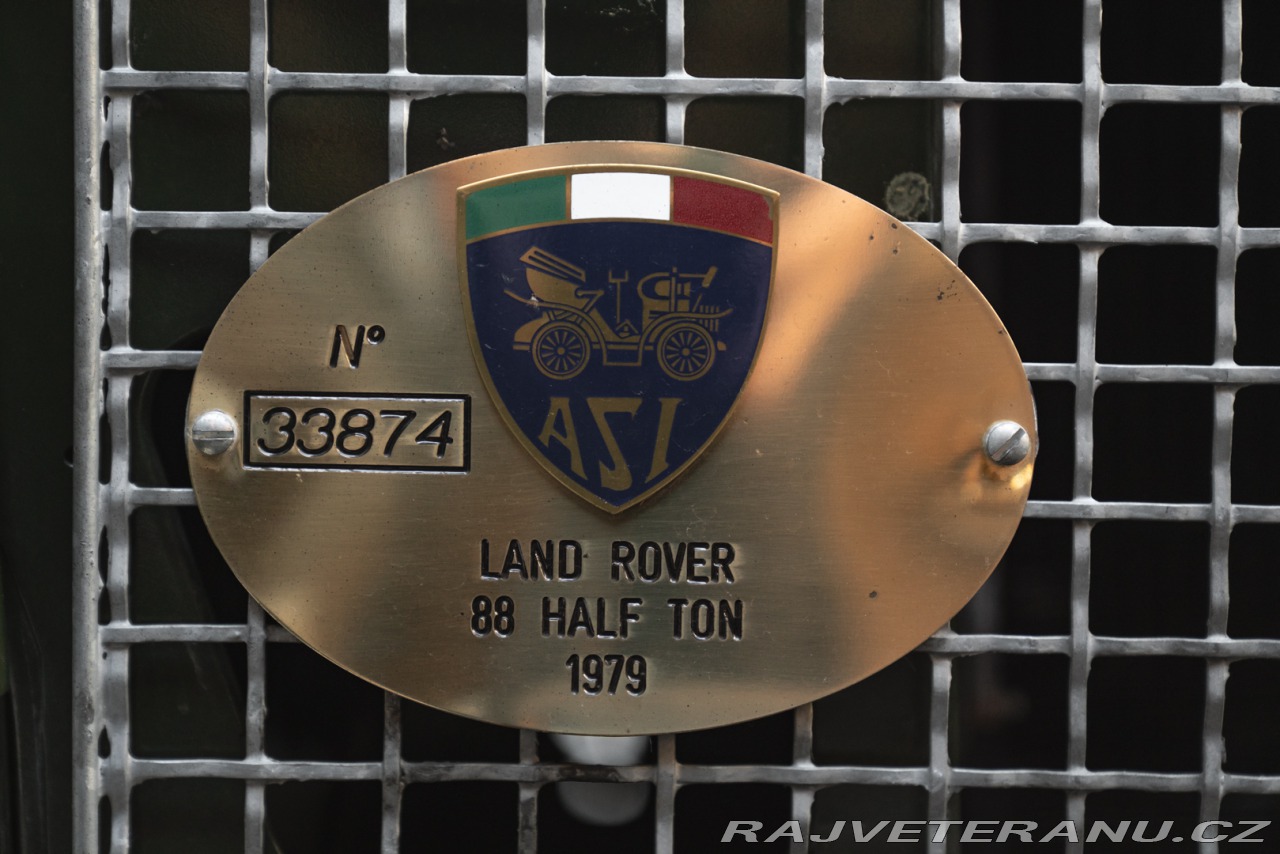 N°
33874
ASI
LAND ROVER
88 HALF TON
1979
RAJVETERANU.CZ